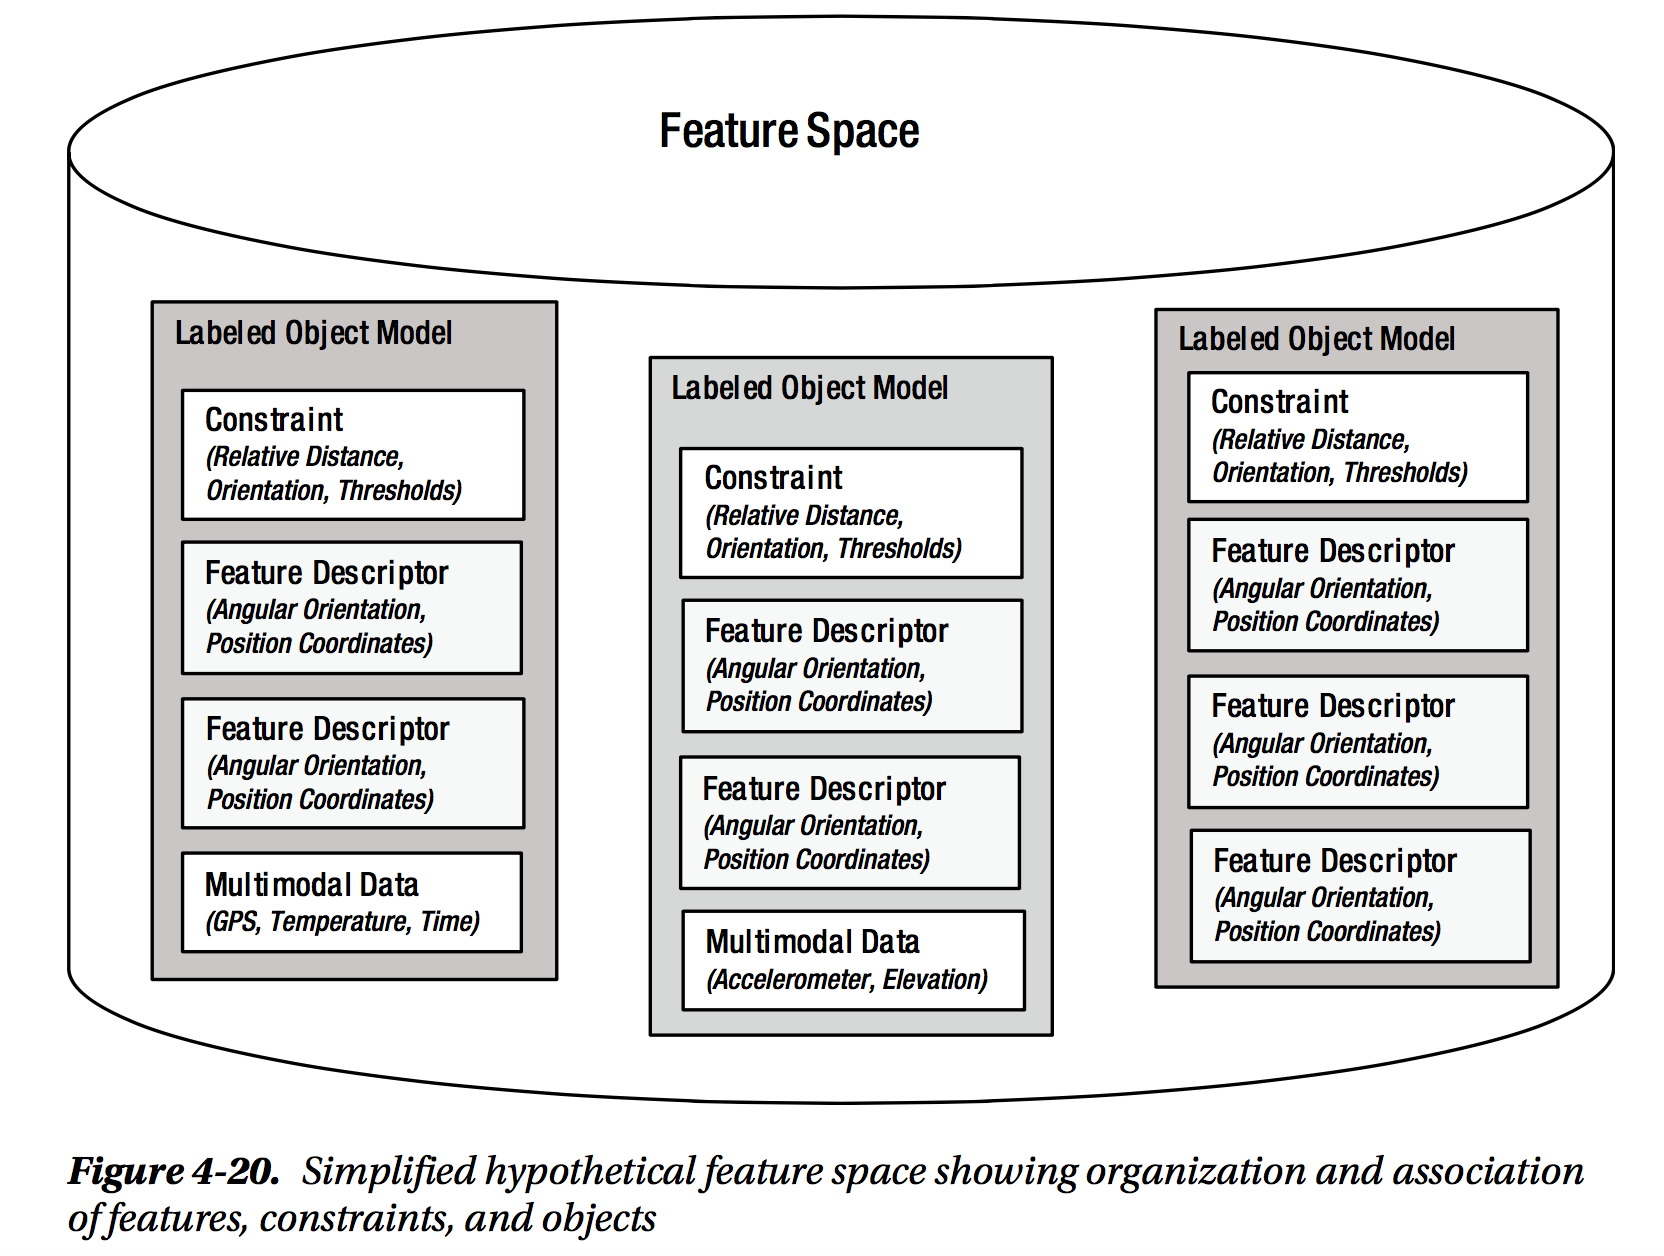 Feature Space
Labeled Object Model
Constraint
(Relative Distance,
Orientation, Thresholds)
Feature Descriptor
(Angular Orientation,
Position Coordinates)
Feature Descriptor
(Angular Orientation,
Position Coordinates)
Multimodal Data
(GPS, Temperature, Time)
Labeled Object Model
Constraint
(Relative Distance,
Orientation, Thresholds)
Feature Descriptor
(Angular Orientation,
Position Coordinates)
Feature Descriptor
(Angular Orientation,
Position Coordinates)
Multimodal Data
(Accelerometer, Elevation)
Labeled Object Model
Constraint
(Relative Distance,
Orientation, Thresholds)
Feature Descriptor
(Angular Orientation,
Position Coordinates)
Feature Descriptor
(Angular Orientation,
Position Coordinates)
Feature Descriptor
(Angular Orientation,
Position Coordinates)
Figure 4-20. Simplified hypothetical feature space showing organization and association
of features, constraints, and objects